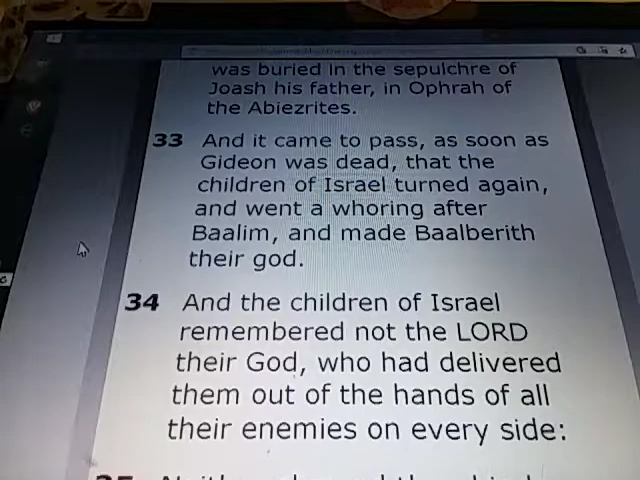 was buried in the sepulchre of
Joash his father, in Ophrah of
the Abiezrites.
33 And it came to pass, as soon as
Gideon was dead, that the
children of Israel turned again,
and went a whoring after
Baalim, and made Baalberith
their god.
34 And the children of Israel
remembered not the LORD
their God, who had delivered
them out of the hands of all
their enemies on every side: